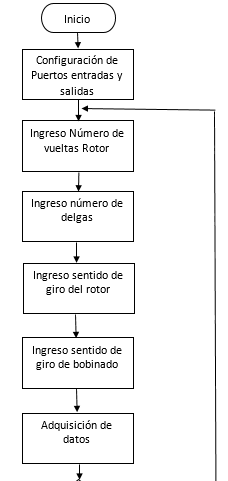 Inicio
Configuración de
Puertos entradas y
salidas
Ingreso Número de
vueltas Rotor
Ingreso número de
delgas
Ingreso sentido de
giro del rotor
Ingreso sentido de
giro de bobinado
Adquisición de
datos